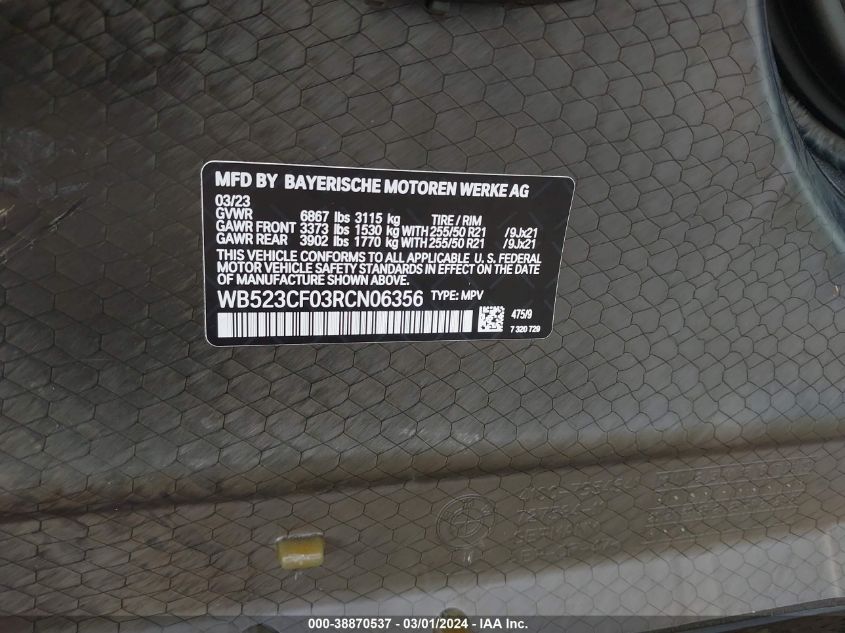 MFD BY BAYERISCHE MOTOREN WERKE AG
03/23
GVWR 6867 lbs 3115 kg TIRE / RIM
GAWR FRONT 3373 lbs 1530 kg WITH 255/50 R21 /9Jx21
GAWR REAR 3902 lbs 1770 kg WITH 255/50 R21 /9Jx21
THIS VEHICLE CONFORMS TO ALL APPLICABLE U. S. FEDERAL
MOTOR VEHICLE SAFETY STANDARDS IN EFFECT ON THE DATE
OF MANUFACTURE SHOWN ABOVE.
WB523CF03RCN06356 TYPE: MPV
475/9
7 320 729
000-38870537 - 03/01/2024 - IAA Inc.